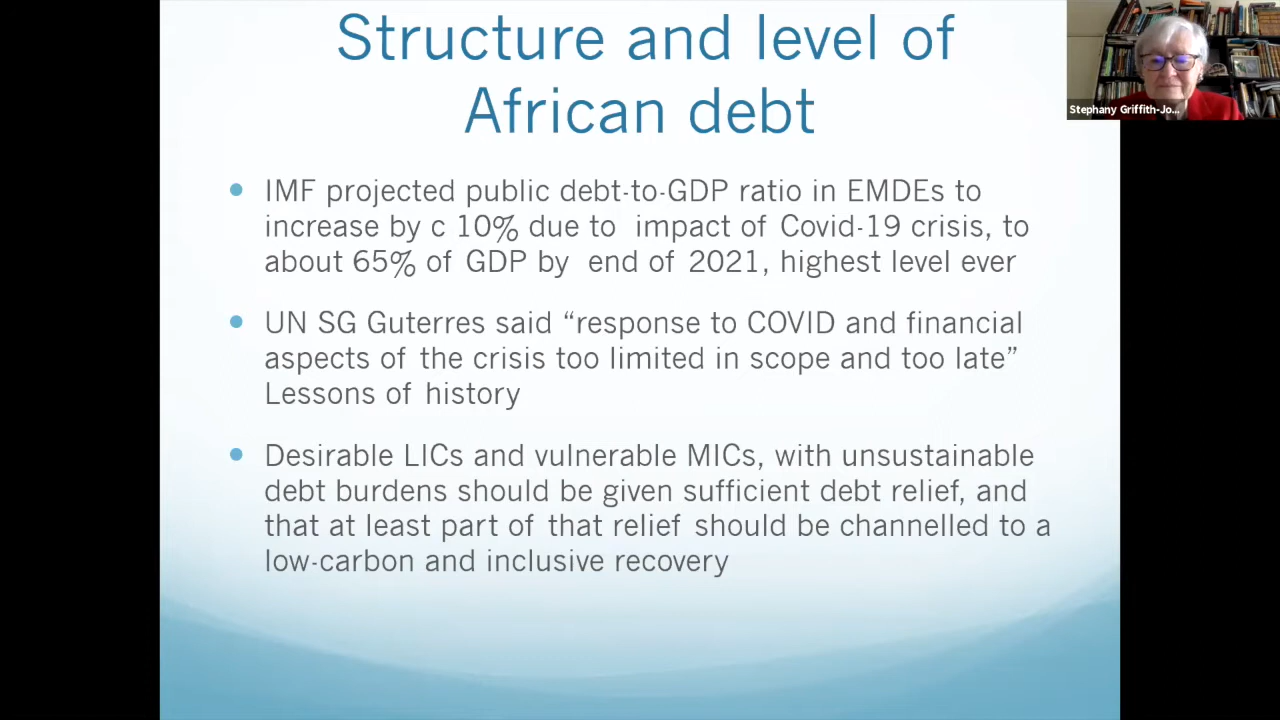 Structure and level of
African debt
IMF projected public debt-to-GDP ratio in EMDEs to
increase by c 10% due to impact of Covid-19 crisis, to
about 65% of GDP by end of 2021, highest level ever
UN SG Guterres said “response to COVID and financial
aspects of the crisis too limited in scope and too late”
Lessons of history
Desirable LICs and vulnerable MICs, with unsustainable
debt burdens should be given sufficient debt relief, and
that at least part of that relief should be channelled to a
low-carbon and inclusive recovery
Stephany Griffith-Jo...